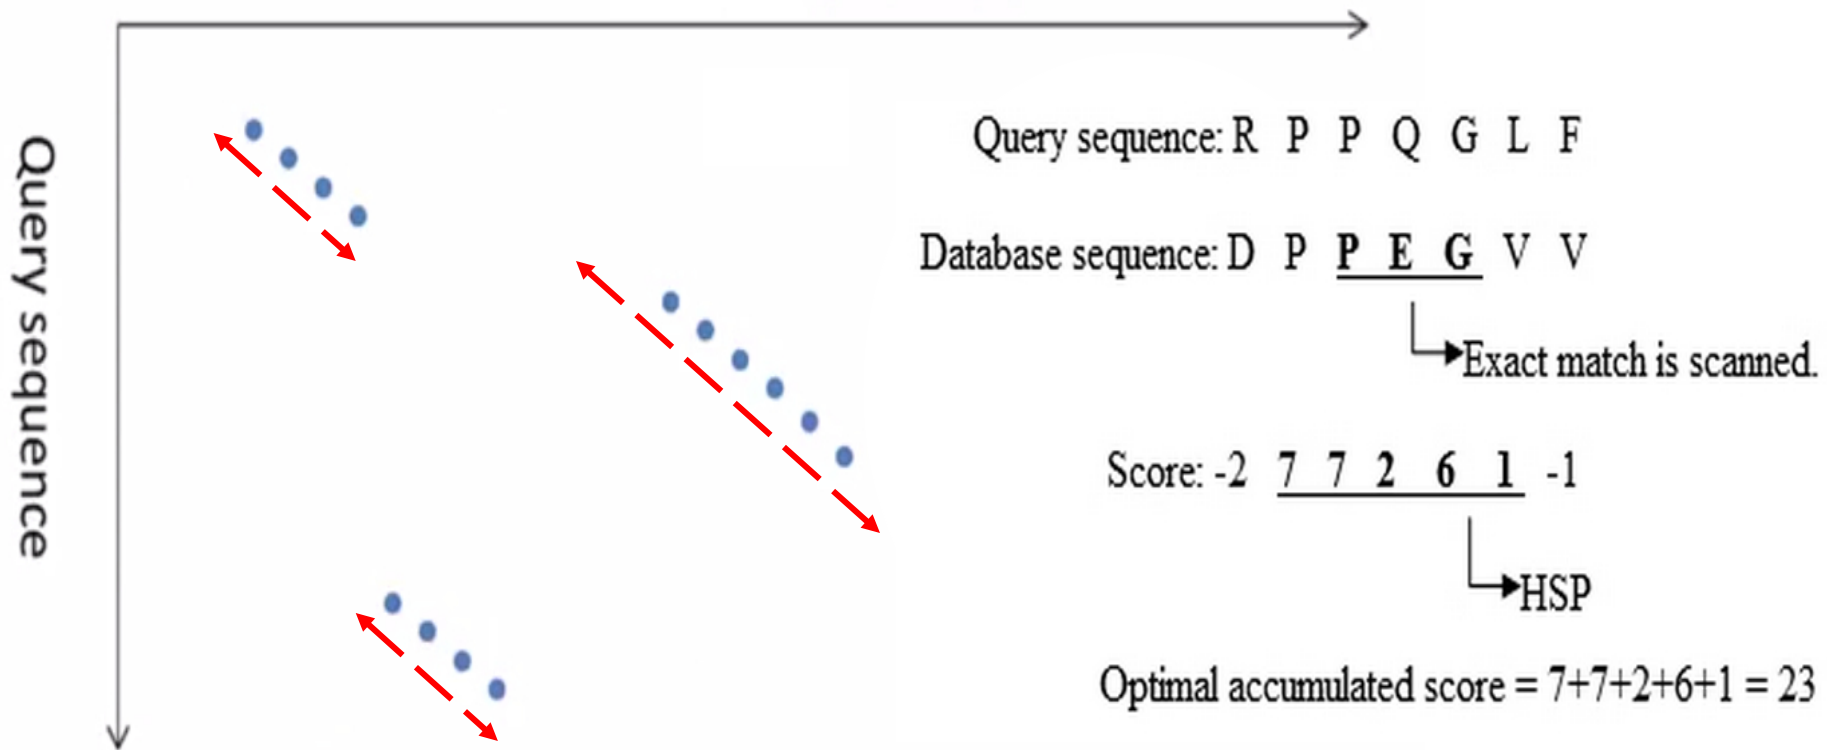 Query sequence
Query sequence: R P P Q G L F
Database sequence: D P P E G V V
Exact match is scanned.
Score: -2 7 7 2 6 1 -1
HSP
Optimal accumulated score = 7+7+2+6+1 = 23